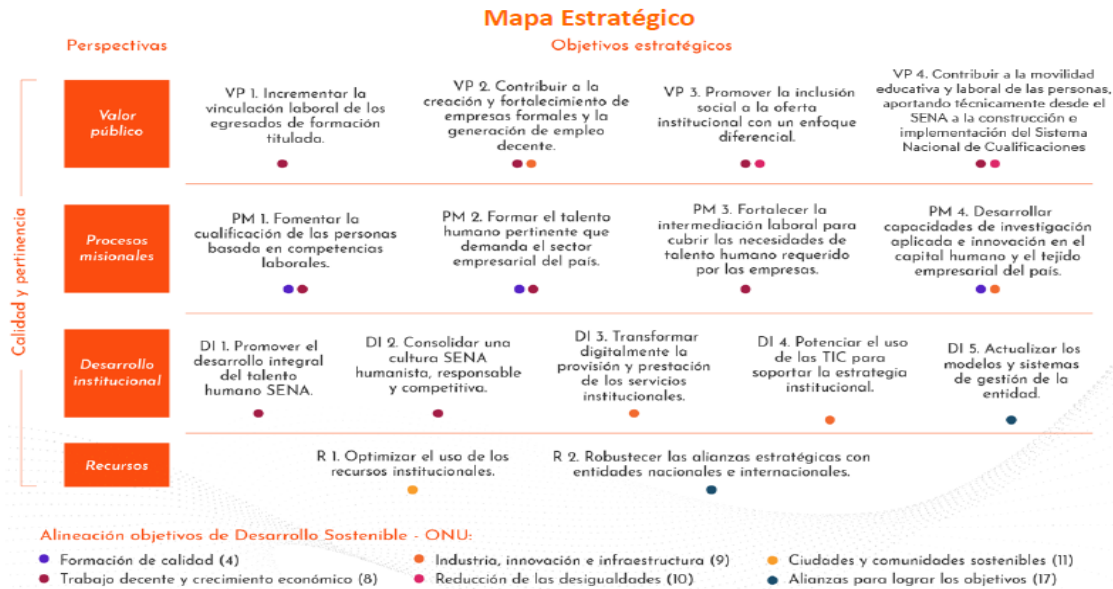 Mapa Estratégico
Perspectivas
Objetivos estratégicos
Calidad y pertinencia
Valor
público
VP 1. Incrementar la
vinculación laboral de los
egresados de formación
titulada.
VP 2. Contribuir a la
creación y fortalecimiento de
empresas formales y la
generación de empleo
decente.
VP 3. Promover la inclusión
social a la oferta
institucional con un enfoque
diferencial.
VP 4. Contribuir a la movilidad
educativa y laboral de las personas,
aportando técnicamente desde el
SENA a la construcción e
implementación del Sistema
Nacional de Cualificaciones
Procesos
misionales
PM 1. Fomentar la
cualificación de las personas
basada en competencias
laborales.
PM 2. Formar el talento
humano pertinente que
demanda el sector
empresarial del país.
PM 3. Fortalecer la
intermediación laboral para
cubrir las necesidades de
talento humano requerido
por las empresas.
PM 4. Desarrollar
capacidades de investigación
aplicada e innovación en el
capital humano y el tejido
empresarial del país.
Desarrollo
institucional
DI 1. Promover el
desarrollo integral
del talento
humano SENA.
DI 2. Consolidar una
cultura SENA
humanista, responsable
y competitiva.
DI 3. Transformar
digitalmente la
provisión y prestación
de los servicios
institucionales.
DI 4. Potenciar el uso
de las TIC para
soportar la estrategia
institucional.
DI 5. Actualizar los
modelos y sistemas
de gestión de la
entidad.
Recursos
R 1. Optimizar el uso de los
recursos institucionales.
R 2. Robustecer las alianzas estratégicas con
entidades nacionales e internacionales.
Alineación objetivos de Desarrollo Sostenible - ONU:
Formación de calidad (4)
Industria, innovación e infraestructura (9)
Ciudades y comunidades sostenibles (11)
Trabajo decente y crecimiento económico (8)
Reducción de las desigualdades (10)
Alianzas para lograr los objetivos (17)